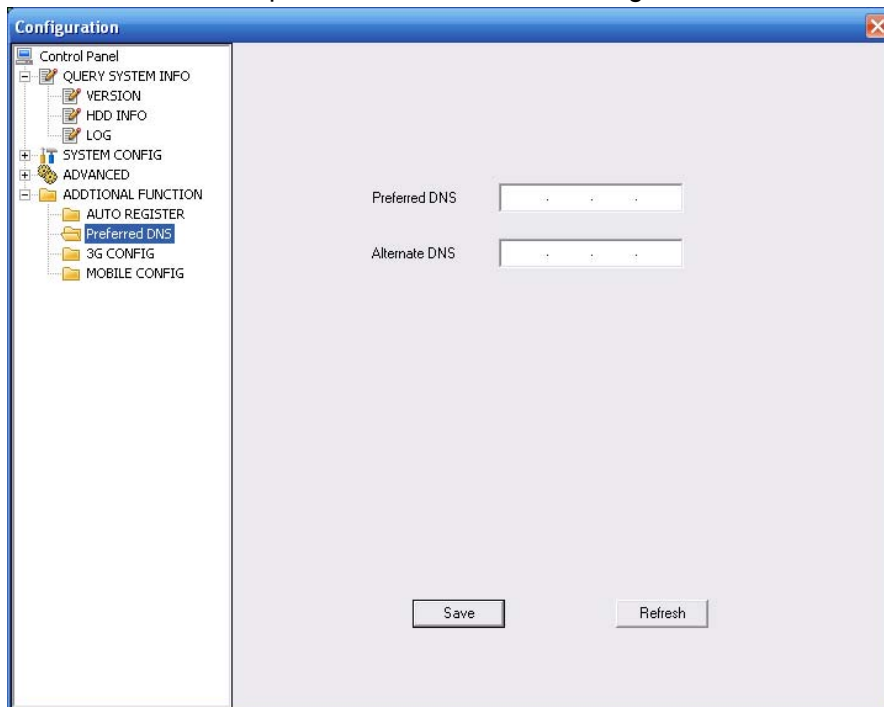 Configuration
Control Panel
QUERY SYSTEM INFO
VERSION
HDD INFO
LOG
SYSTEM CONFIG
ADVANCED
ADDTIONAL FUNCTION
AUTO REGISTER
Preferred DNS
3G CONFIG
MOBILE CONFIG
Preferred DNS
Alternate DNS
Save
Refresh